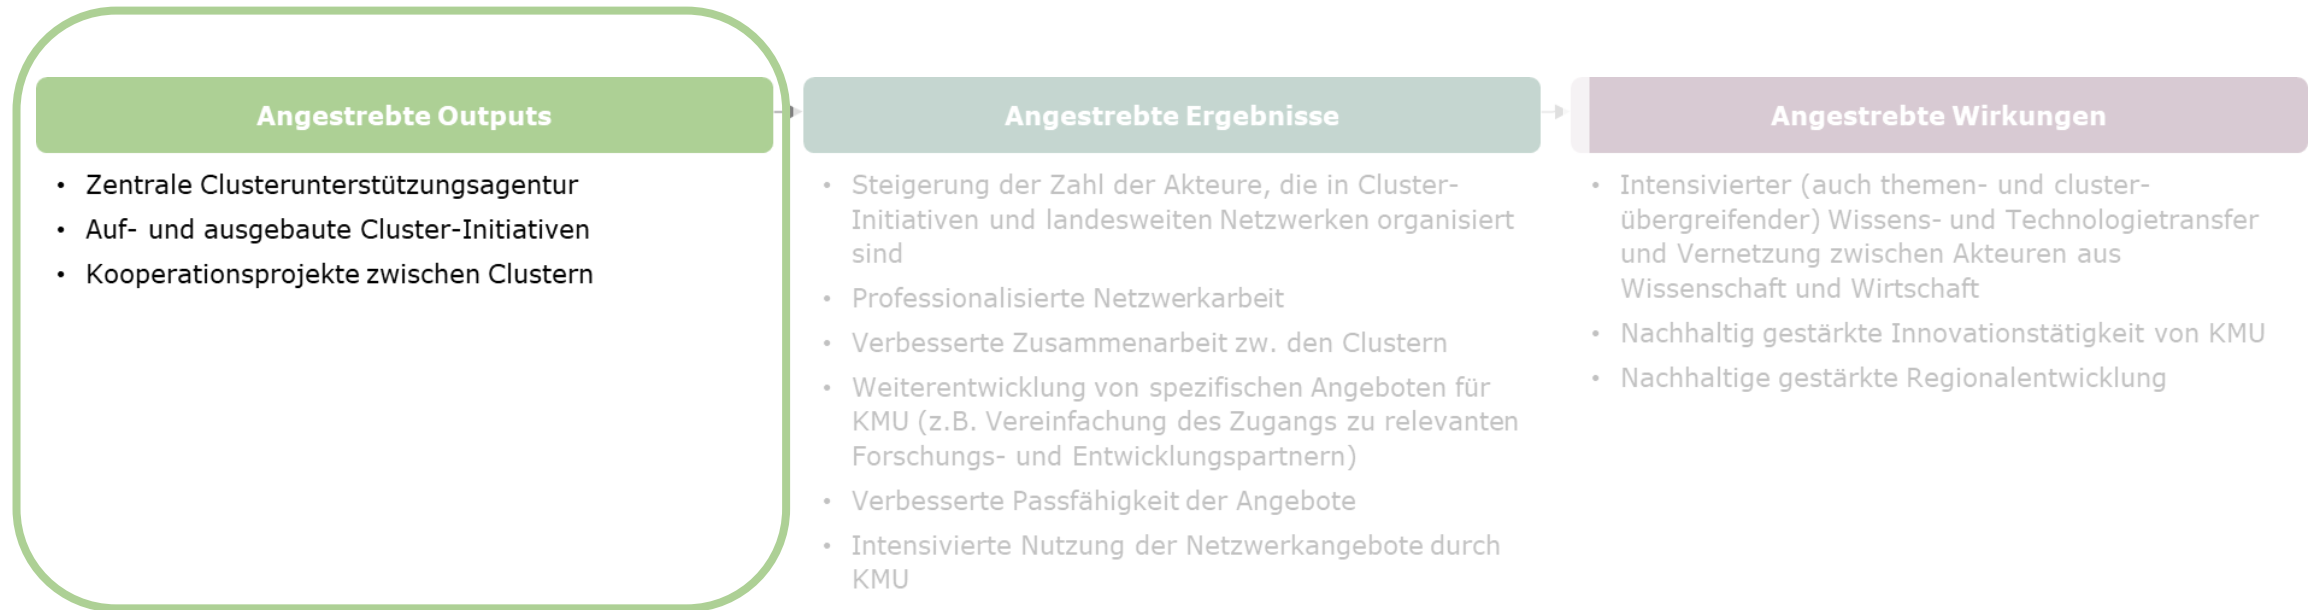 Angestrebte Outputs
• Zentrale Clusterunterstützungsagentur
• Auf- und ausgebaute Cluster-Initiativen
• Kooperationsprojekte zwischen Clustern
Angestrebte Ergebnisse
• Steigerung der Zahl der Akteure, die in Cluster-
Initiativen und landesweiten Netzwerken organisiert
sind
• Professionalisierte Netzwerkarbeit
• Verbesserte Zusammenarbeit zw. den Clustern
• Weiterentwicklung von spezifischen Angeboten für
KMU (z.B. Vereinfachung des Zugangs zu relevanten
Forschungs- und Entwicklungspartnern)
• Verbesserte Passfähigkeit der Angebote
• Intensivierte Nutzung der Netzwerkangebote durch
KMU
Angestrebte Wirkungen
• Intensivierter (auch themen- und cluster-
übergreifender) Wissens- und Technologietransfer
und Vernetzung zwischen Akteuren aus
Wissenschaft und Wirtschaft
• Nachhaltig gestärkte Innovationstätigkeit von KMU
• Nachhaltige gestärkte Regionalentwicklung